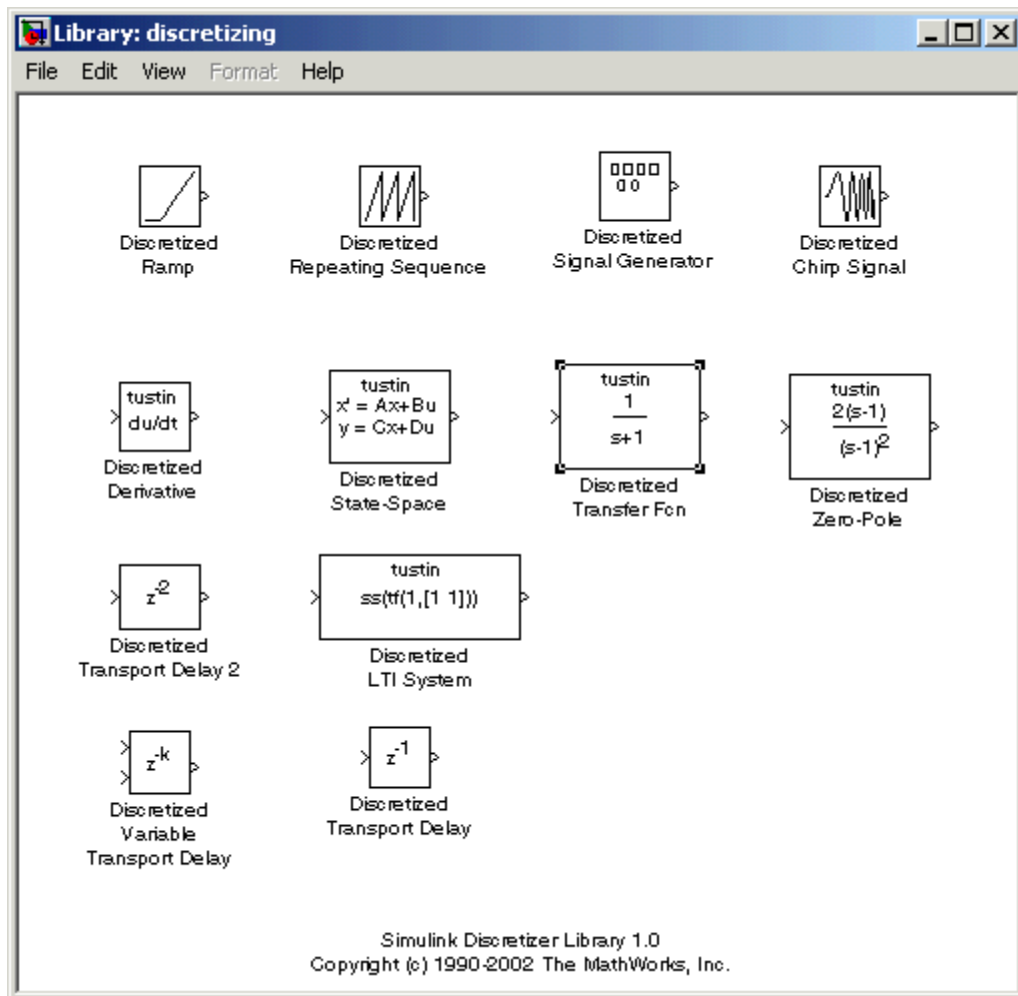 Library: discretizing
File Edit View Format Help
Discretized
Ramp
Discretized
Repeating Sequence
Discretized
Signal Generator
Discretized
Chirp Signal
tustin
du/dt
Discretized
Derivative
tustin
x' = Ax+Bu
y = Cx+Du
Discretized
State-Space
tustin
1
s+1
Discretized
Transfer Fcn
tustin
2(s-1)
(s-1)^2
Discretized
Zero-Pole
z^-2
Discretized
Transport Delay 2
tustin
ss(tf(1,[1 1]))
Discretized
LTI System
z^-k
Discretized
Variable
Transport Delay
z^-1
Discretized
Transport Delay
Simulink Discretizer Library 1.0
Copyright (c) 1990-2002 The MathWorks, Inc.